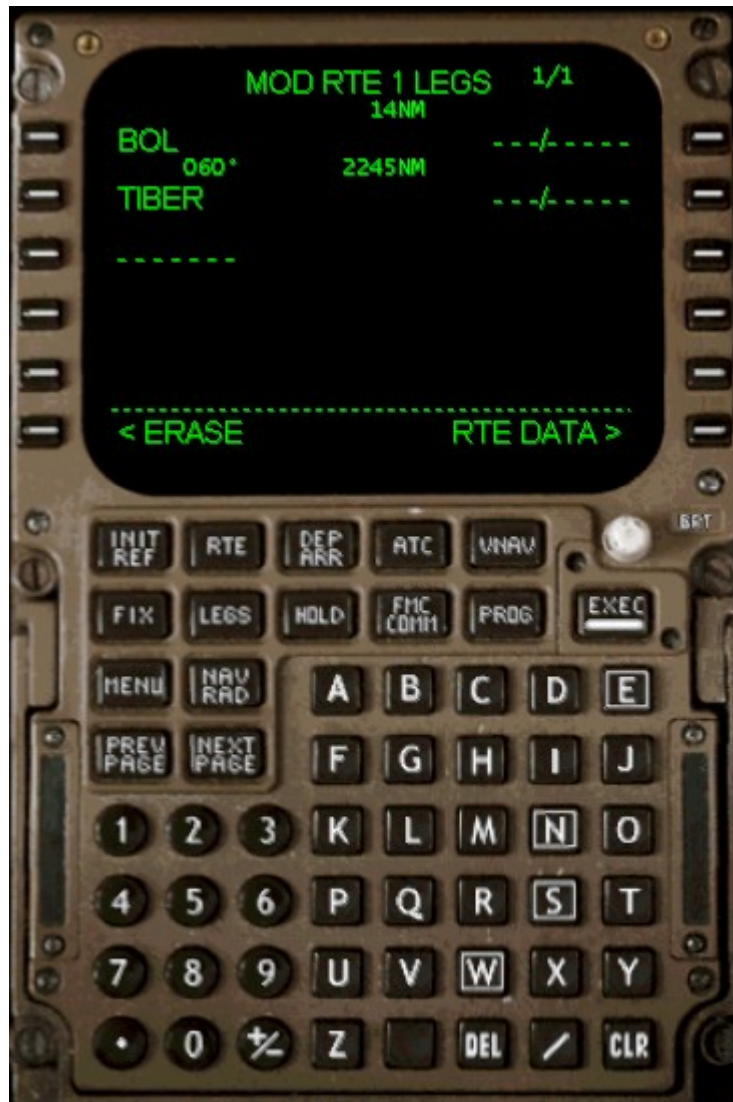 MOD RTE 1 LEGS 1/1
14NM
BOL ---/-----
060° 2245NM
TIBER ---/-----
-------
< ERASE RTE DATA >
BRT
INIT REF RTE DEP ARR ATC VNAV
FIX LEGS HOLD FMC COMM PROG EXEC
MENU NAV RAD A B C D E
PREV PAGE NEXT PAGE F G H I J
1 2 3 K L M N O
4 5 6 P Q R S T
7 8 9 U V W X Y
. 0 +/- Z DEL / CLR